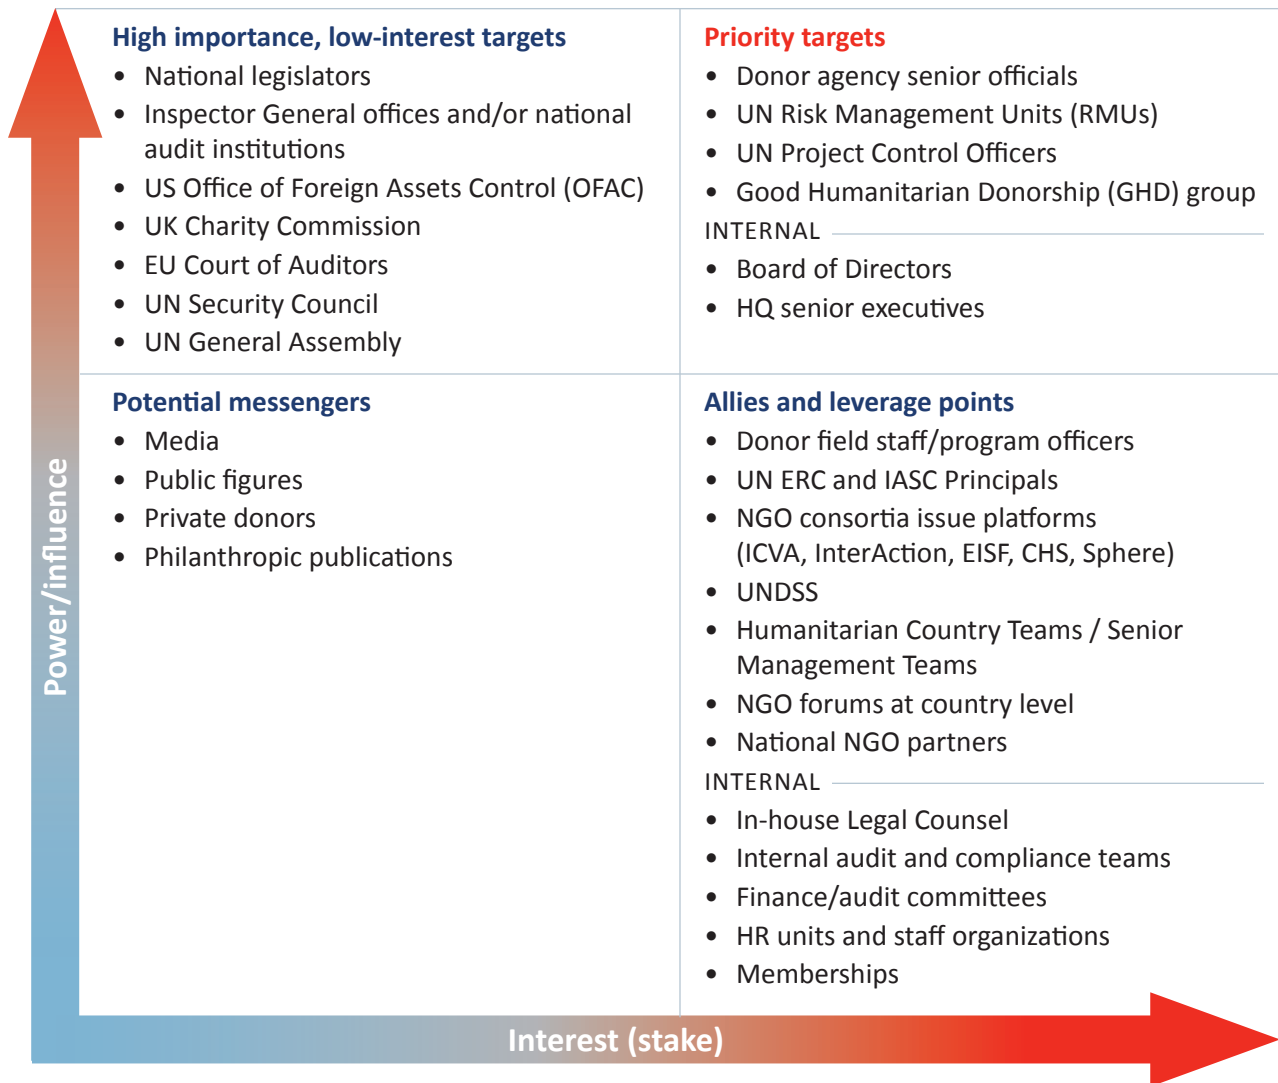 High importance, low-interest targets
• National legislators
• Inspector General offices and/or national
audit institutions
• US Office of Foreign Assets Control (OFAC)
• UK Charity Commission
• EU Court of Auditors
• UN Security Council
• UN General Assembly
Priority targets
• Donor agency senior officials
• UN Risk Management Units (RMUs)
• UN Project Control Officers
• Good Humanitarian Donorship (GHD) group
INTERNAL
• Board of Directors
• HQ senior executives
Potential messengers
• Media
• Public figures
• Private donors
• Philanthropic publications
Allies and leverage points
• Donor field staff/program officers
• UN ERC and IASC Principals
• NGO consortia issue platforms
(ICVA, InterAction, EISF, CHS, Sphere)
• UNDSS
• Humanitarian Country Teams / Senior
Management Teams
• NGO forums at country level
• National NGO partners
INTERNAL
• In-house Legal Counsel
• Internal audit and compliance teams
• Finance/audit committees
• HR units and staff organizations
• Memberships
Power/influence
Interest (stake)